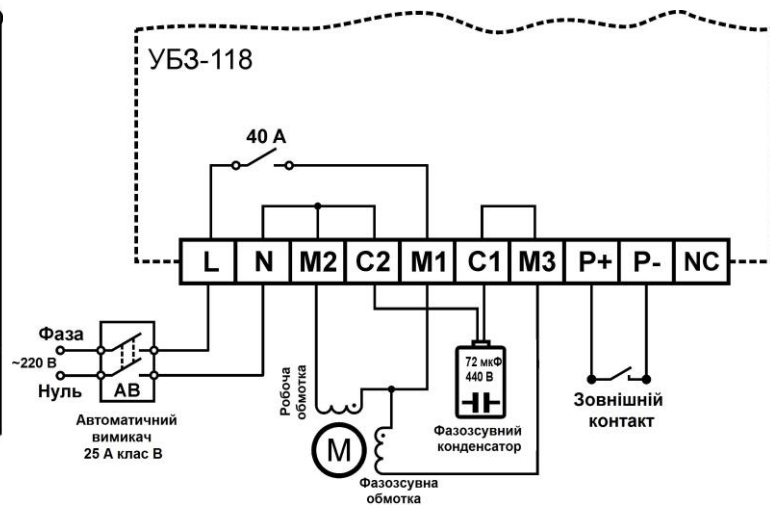 УБЗ-118
40 А
L N M2 C2 M1 C1 M3 P+ P- NC
Фаза
~220 В
Нуль
АВ
Автоматичний
вимикач
25 А клас В
Робоча
обмотка
М
Фазозсувна
обмотка
72 мкФ
440 В
Фазозсувний
конденсатор
Зовнішній
контакт